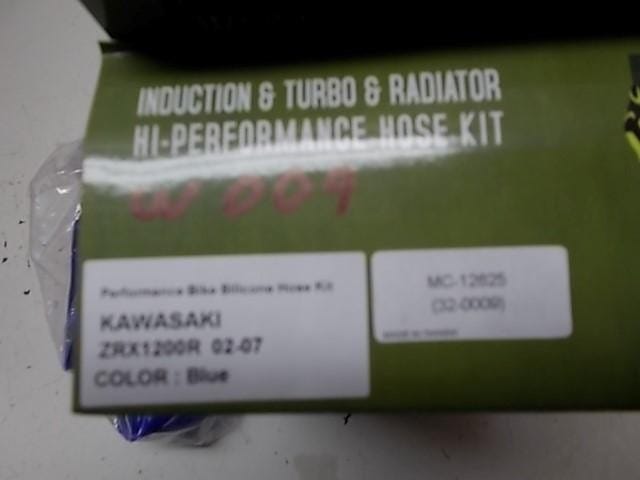 INDUCTION & TURBO & RADIATOR
HI-PERFORMANCE HOSE KIT
W009
Performance Bike Silicone Hose Kit
KAWASAKI
ZRX1200R 02-07
COLOR : Blue
MC-12625
(32-0009)